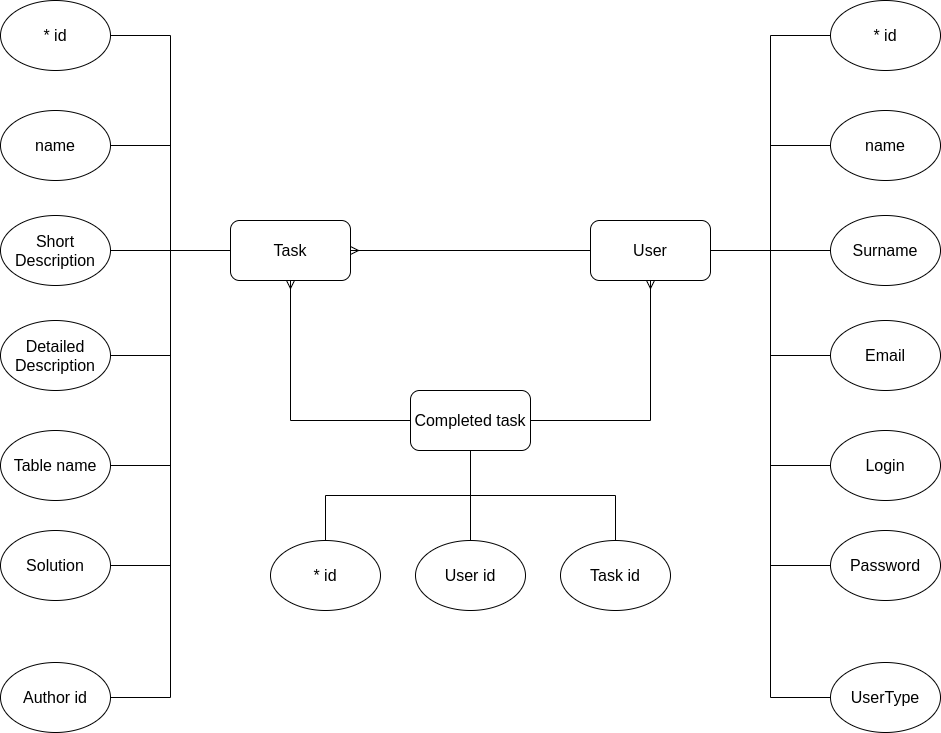 * id
* id
name
name
Short
Description
Task
User
Surname
Detailed
Description
Email
Completed task
Table name
Login
Solution
Password
* id
User id
Task id
Author id
UserType